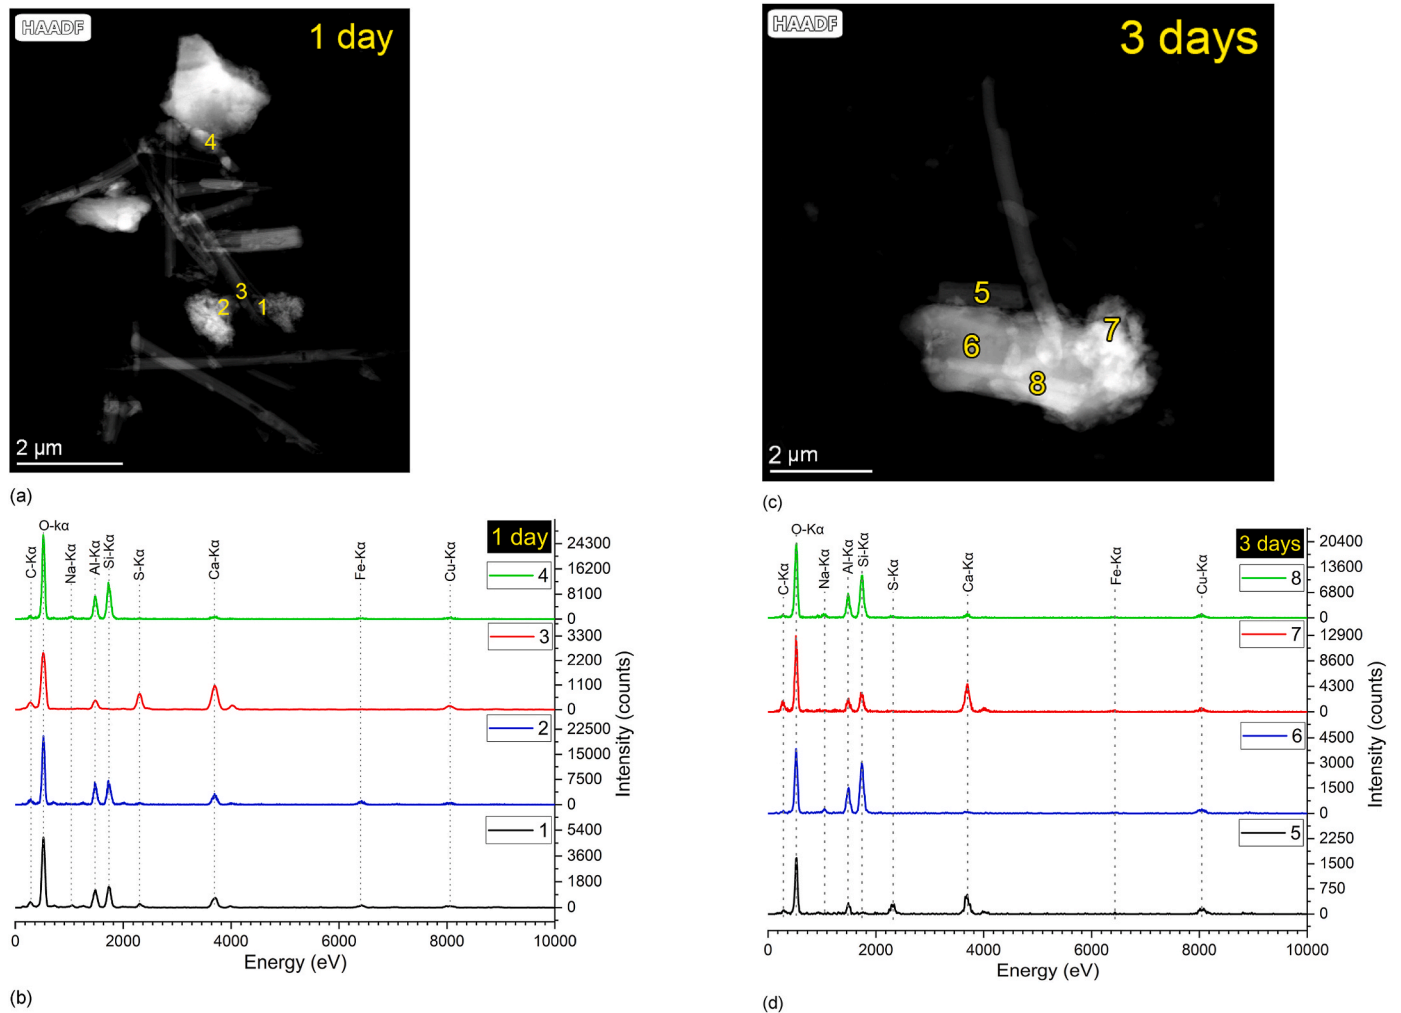 HAADF
1 day
4
3
2
1
2 µm
(a)
HAADF
3 days
5
7
6
8
2 µm
(c)
C-Kα
O-kα
Na-Kα
Al-Kα
Si-Kα
S-Kα
Ca-Kα
Fe-Kα
Cu-Kα
1 day
4
24300
16200
8100
0
3
3300
2200
1100
0
2
22500
15000
7500
0
1
5400
3600
1800
0
Intensity (counts)
0 2000 4000 6000 8000 10000
Energy (eV)
(b)
C-Kα
O-Kα
Na-Kα
Al-Kα
Si-Kα
S-Kα
Ca-Kα
Fe-Kα
Cu-Kα
3 days
8
20400
13600
6800
0
7
12900
8600
4300
0
6
4500
3000
1500
0
5
2250
1500
750
0
Intensity (counts)
0 2000 4000 6000 8000 10000
Energy (eV)
(d)